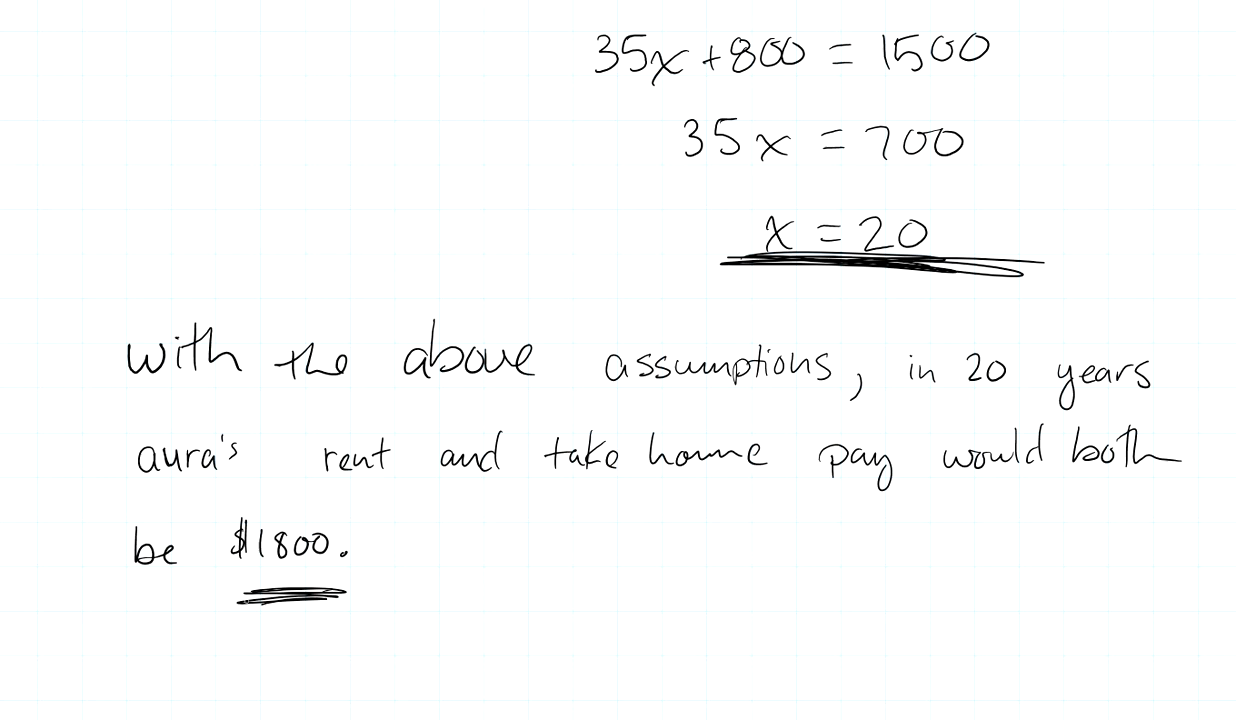 35x + 800 = 1500
35x = 700
x = 20
with the above assumptions, in 20 years
aura's rent and take home pay would both
be $1800.